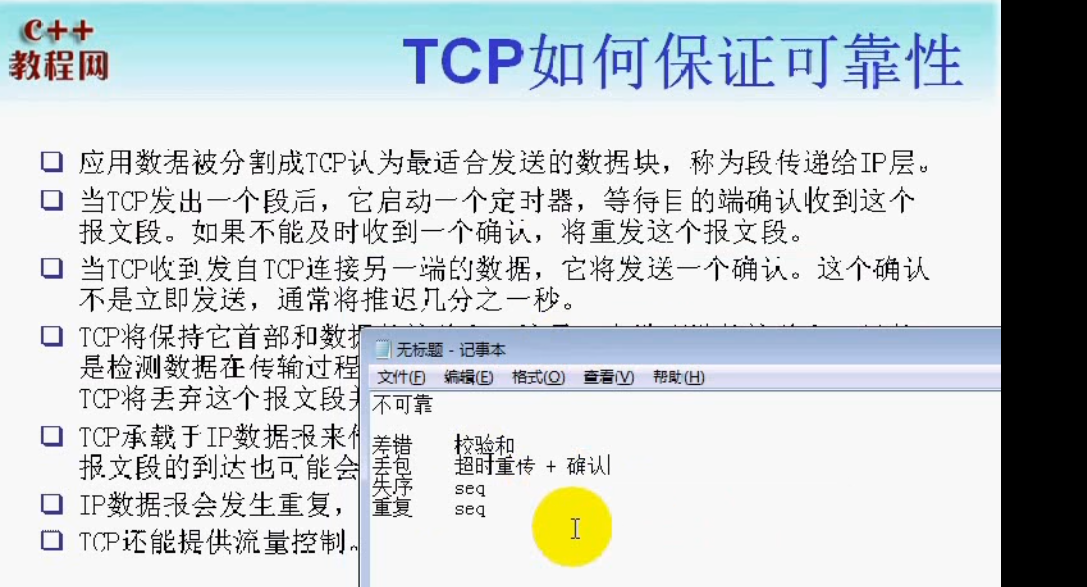 C++
教程网
TCP如何保证可靠性
应用数据被分割成TCP认为最适合发送的数据块，称为段传递给IP层。
当TCP发出一个段后，它启动一个定时器，等待目的端确认收到这个
报文段。如果不能及时收到一个确认，将重发这个报文段。
当TCP收到发自TCP连接另一端的数据，它将发送一个确认。这个确认
不是立即发送，通常将推迟几分之一秒。
TCP将保持它首部和数据
是检测数据在传输过程
TCP将丢弃这个报文段
TCP承载于IP数据报来
报文段的到达也可能会
IP数据报会发生重复，
TCP还能提供流量控制。
无标题 - 记事本
文件(F) 编辑(E) 格式(O) 查看(V) 帮助(H)
不可靠
差错 校验和
丢包 超时重传 + 确认
失序 seq
重复 seq